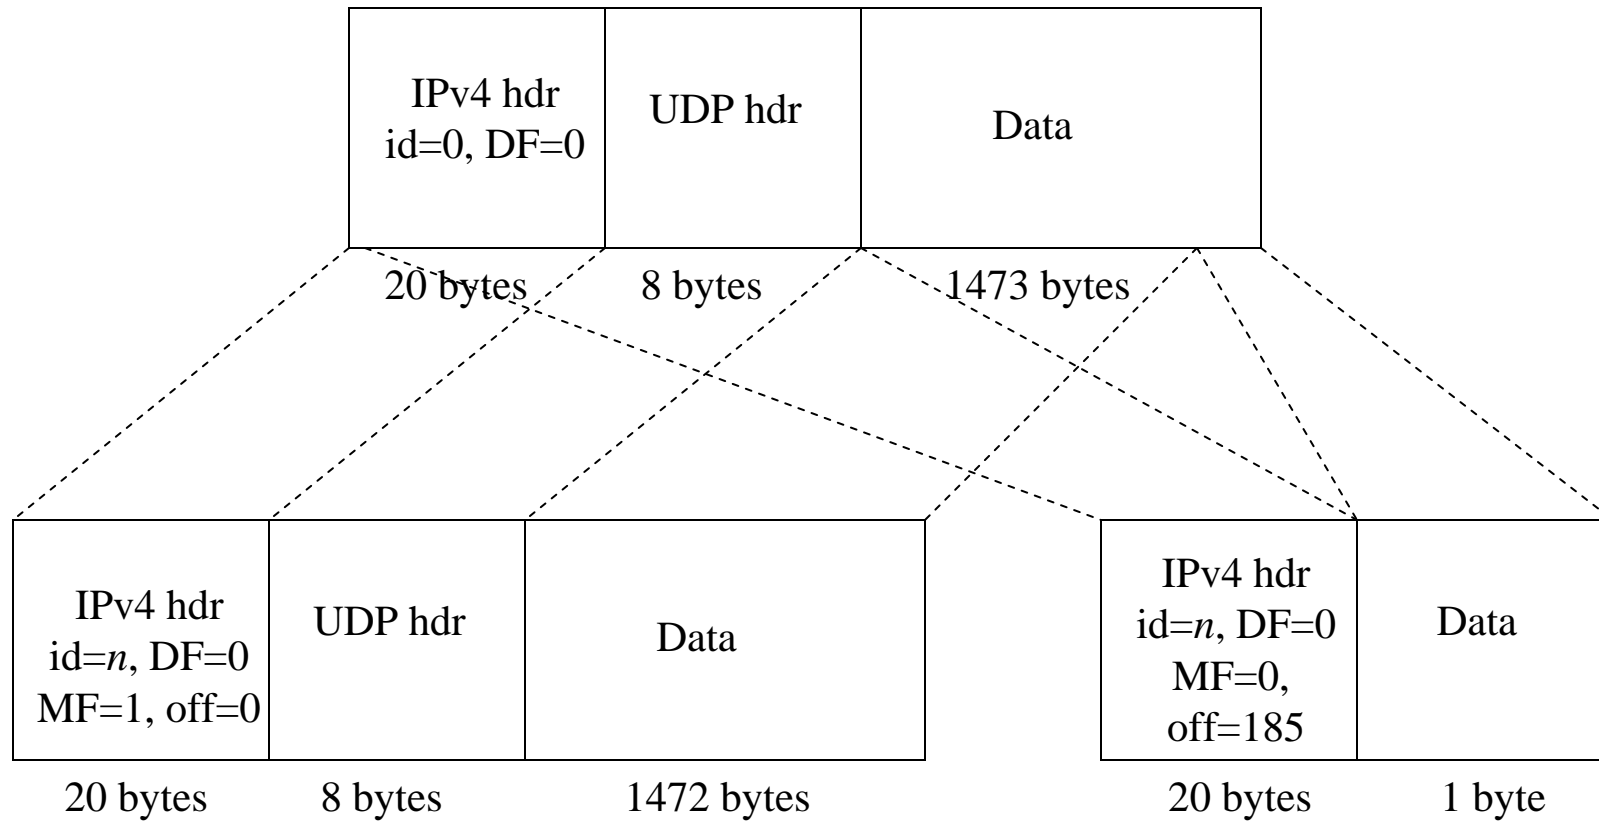 IPv4 hdr
id=0, DF=0
UDP hdr
Data
20 bytes
8 bytes
1473 bytes
IPv4 hdr
id=n, DF=0
MF=1, off=0
UDP hdr
Data
IPv4 hdr
id=n, DF=0
MF=0,
off=185
Data
20 bytes
8 bytes
1472 bytes
20 bytes
1 byte